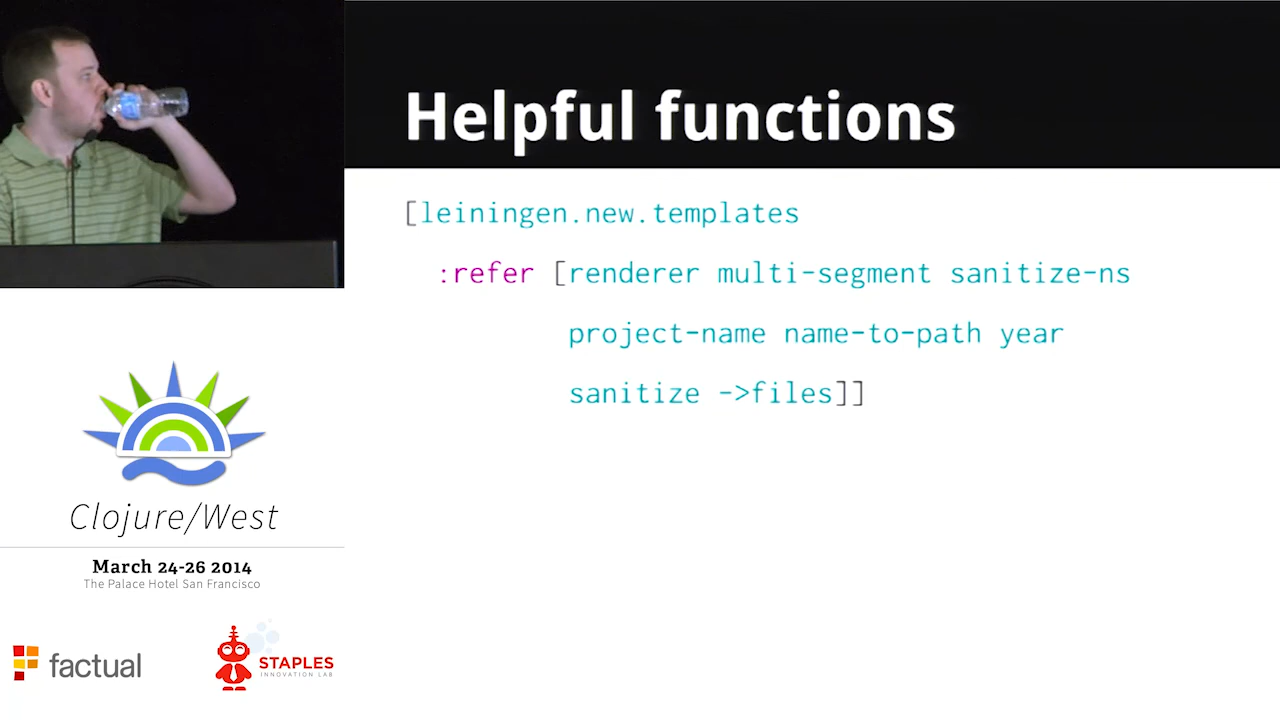 Helpful functions
[leiningen.new.templates
:refer [renderer multi-segment sanitize-ns
project-name name-to-path year
sanitize ->files]]
Clojure/West
March 24-26 2014
The Palace Hotel San Francisco
factual
STAPLES
INNOVATION LAB